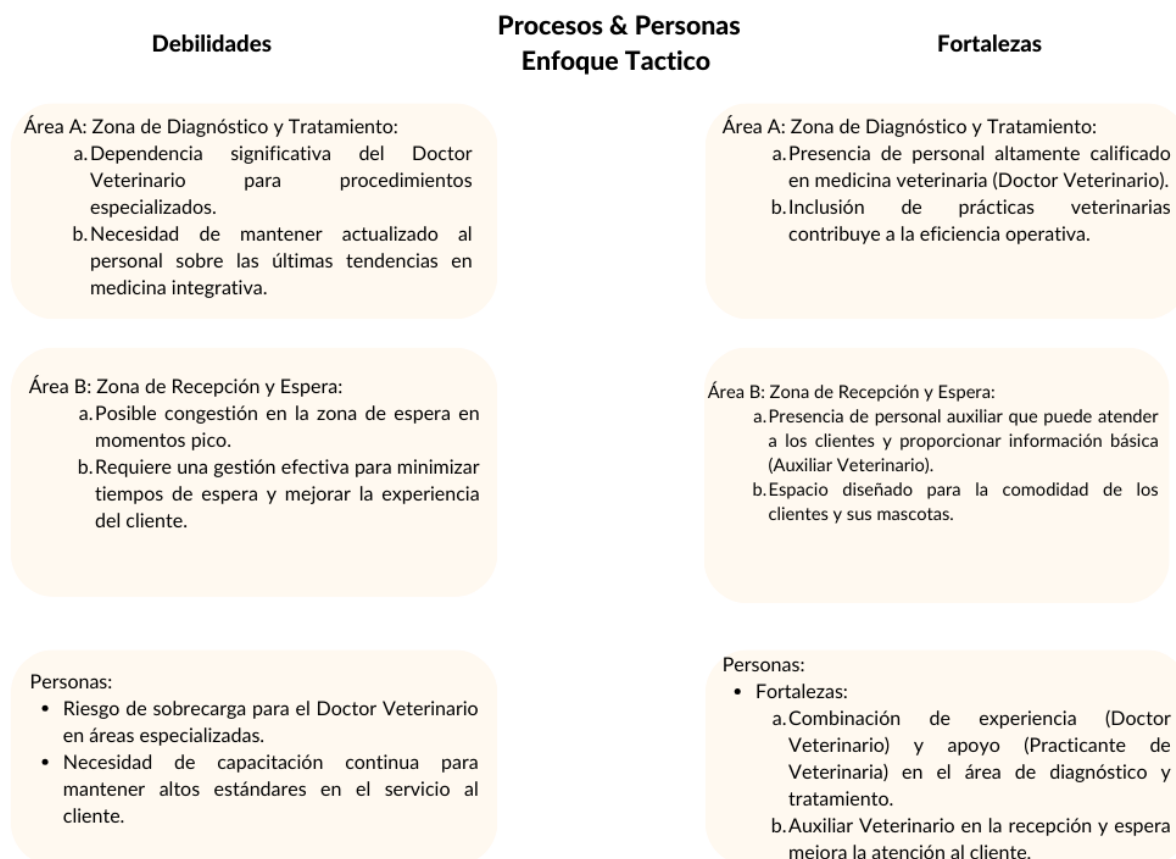 Debilidades
Procesos & Personas
Enfoque Tactico
Fortalezas
Área A: Zona de Diagnóstico y Tratamiento:
a. Dependencia significativa del Doctor
Veterinario para procedimientos
especializados.
b. Necesidad de mantener actualizado al
personal sobre las últimas tendencias en
medicina integrativa.
Área A: Zona de Diagnóstico y Tratamiento:
a. Presencia de personal altamente calificado
en medicina veterinaria (Doctor Veterinario).
b. Inclusión de prácticas veterinarias
contribuye a la eficiencia operativa.
Área B: Zona de Recepción y Espera:
a. Posible congestión en la zona de espera en
momentos pico.
b. Requiere una gestión efectiva para minimizar
tiempos de espera y mejorar la experiencia
del cliente.
Área B: Zona de Recepción y Espera:
a. Presencia de personal auxiliar que puede atender
a los clientes y proporcionar información básica
(Auxiliar Veterinario).
b. Espacio diseñado para la comodidad de los
clientes y sus mascotas.
Personas:
• Riesgo de sobrecarga para el Doctor Veterinario
en áreas especializadas.
• Necesidad de capacitación continua para
mantener altos estándares en el servicio al
cliente.
Personas:
• Fortalezas:
a. Combinación de experiencia (Doctor
Veterinario) y apoyo (Practicante de
Veterinaria) en el área de diagnóstico y
tratamiento.
b. Auxiliar Veterinario en la recepción y espera
mejora la atención al cliente.